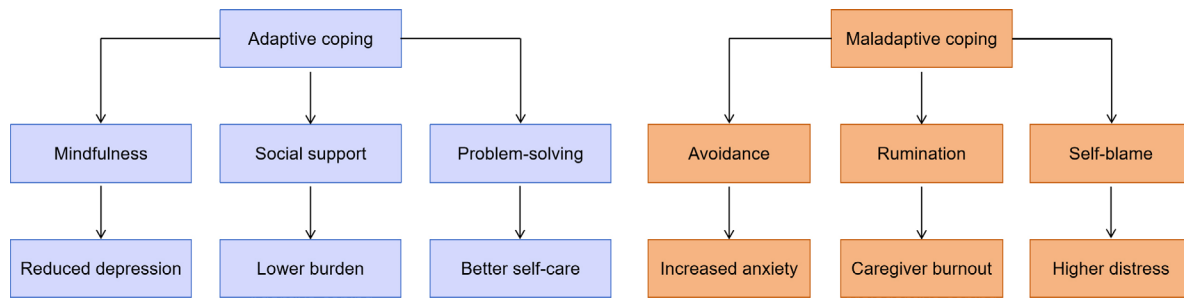 Adaptive coping
Mindfulness
Social support
Problem-solving
Reduced depression
Lower burden
Better self-care
Maladaptive coping
Avoidance
Rumination
Self-blame
Increased anxiety
Caregiver burnout
Higher distress